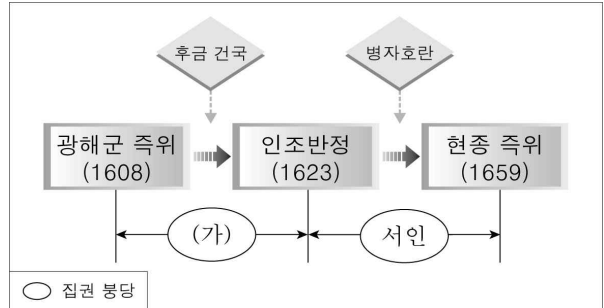 후금 건국
병자호란
광해군 즉위
(1608)
인조반정
(1623)
현종 즉위
(1659)
(가)
서인
집권 붕당